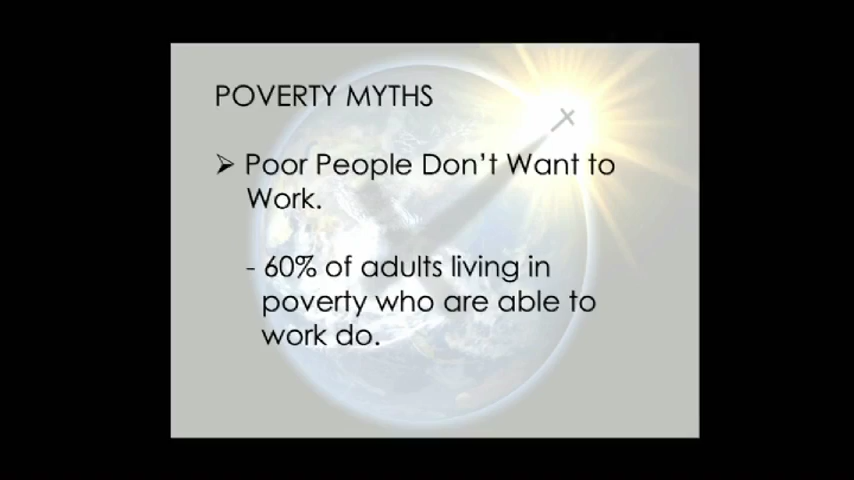 POVERTY MYTHS
➢ Poor People Don't Want to
Work.
- 60% of adults living in
poverty who are able to
work do.